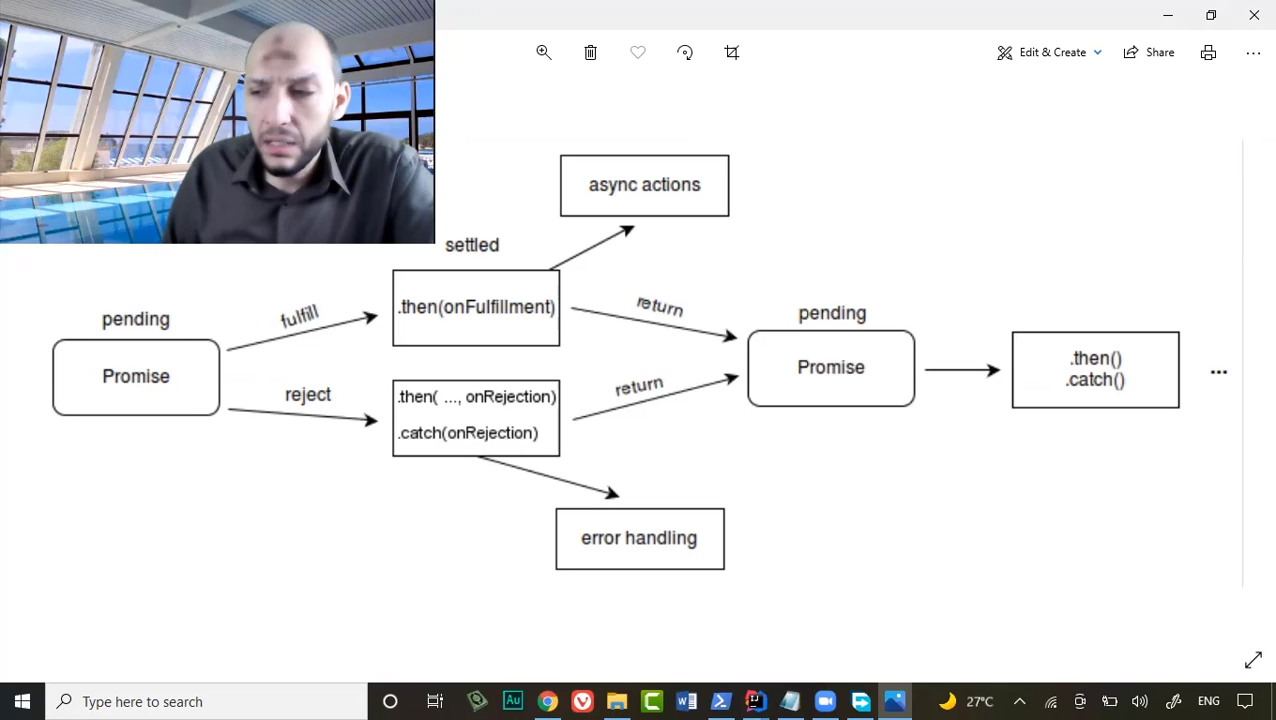 Edit & Create
Share
async actions
settled
.then(onFulfillment)
fulfill
return
pending
Promise
reject
.then( ..., onRejection)
.catch(onRejection)
return
pending
Promise
.then()
.catch()
...
error handling
Type here to search
Au
27°C
ENG